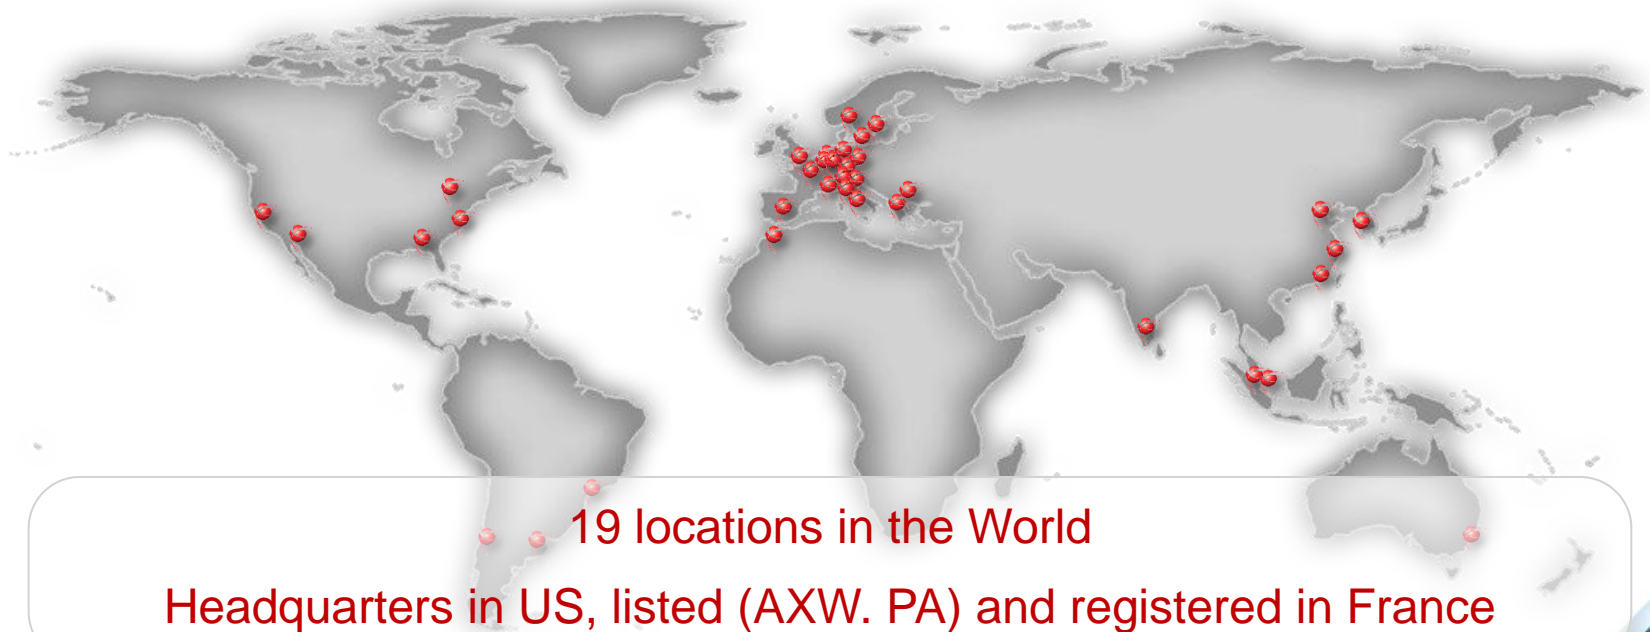 19 locations in the World
Headquarters in US, listed (AXW. PA) and registered in France